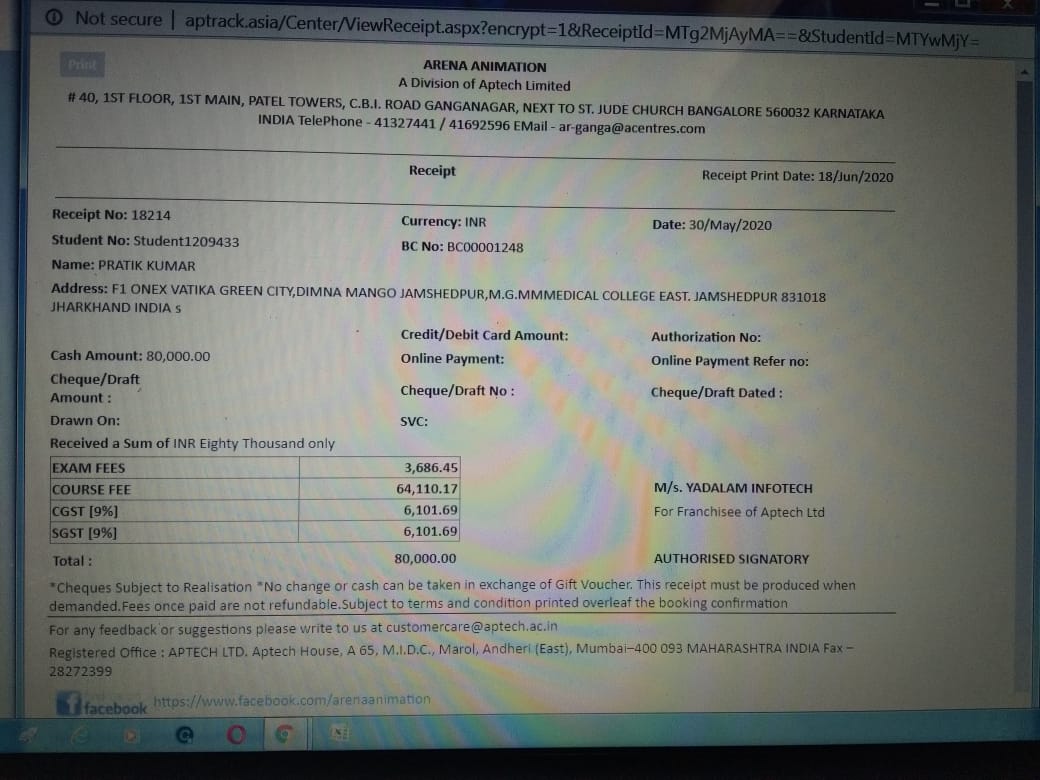 Not secure | aptrack.asia/Center/ViewReceipt.aspx?encrypt=1&ReceiptId=MTg2MjAyMA==&StudentId=MTYwMjY=
Print
ARENA ANIMATION
A Division of Aptech Limited
# 40, 1ST FLOOR, 1ST MAIN, PATEL TOWERS, C.B.I. ROAD GANGANAGAR, NEXT TO ST. JUDE CHURCH BANGALORE 560032 KARNATAKA
INDIA TelePhone - 41327441 / 41692596 EMail - ar-ganga@acentres.com
Receipt Receipt Print Date: 18/Jun/2020
Receipt No: 18214 Currency: INR Date: 30/May/2020
Student No: Student1209433 BC No: BC00001248
Name: PRATIK KUMAR
Address: F1 ONEX VATIKA GREEN CITY,DIMNA MANGO JAMSHEDPUR,M.G.MMMEDICAL COLLEGE EAST. JAMSHEDPUR 831018
JHARKHAND INDIA s
Credit/Debit Card Amount: Authorization No:
Cash Amount: 80,000.00 Online Payment: Online Payment Refer no:
Cheque/Draft
Amount : Cheque/Draft No : Cheque/Draft Dated :
Drawn On: SVC:
Received a Sum of INR Eighty Thousand only
EXAM FEES 3,686.45
COURSE FEE 64,110.17 M/s. YADALAM INFOTECH
CGST [9%] 6,101.69 For Franchisee of Aptech Ltd
SGST [9%] 6,101.69
Total : 80,000.00 AUTHORISED SIGNATORY
*Cheques Subject to Realisation *No change or cash can be taken in exchange of Gift Voucher. This receipt must be produced when
demanded.Fees once paid are not refundable.Subject to terms and condition printed overleaf the booking confirmation
For any feedback or suggestions please write to us at customercare@aptech.ac.in
Registered Office : APTECH LTD. Aptech House, A 65, M.I.D.C., Marol, Andheri (East), Mumbai–400 093 MAHARASHTRA INDIA Fax –
28272399
facebook https://www.facebook.com/arenaanimation